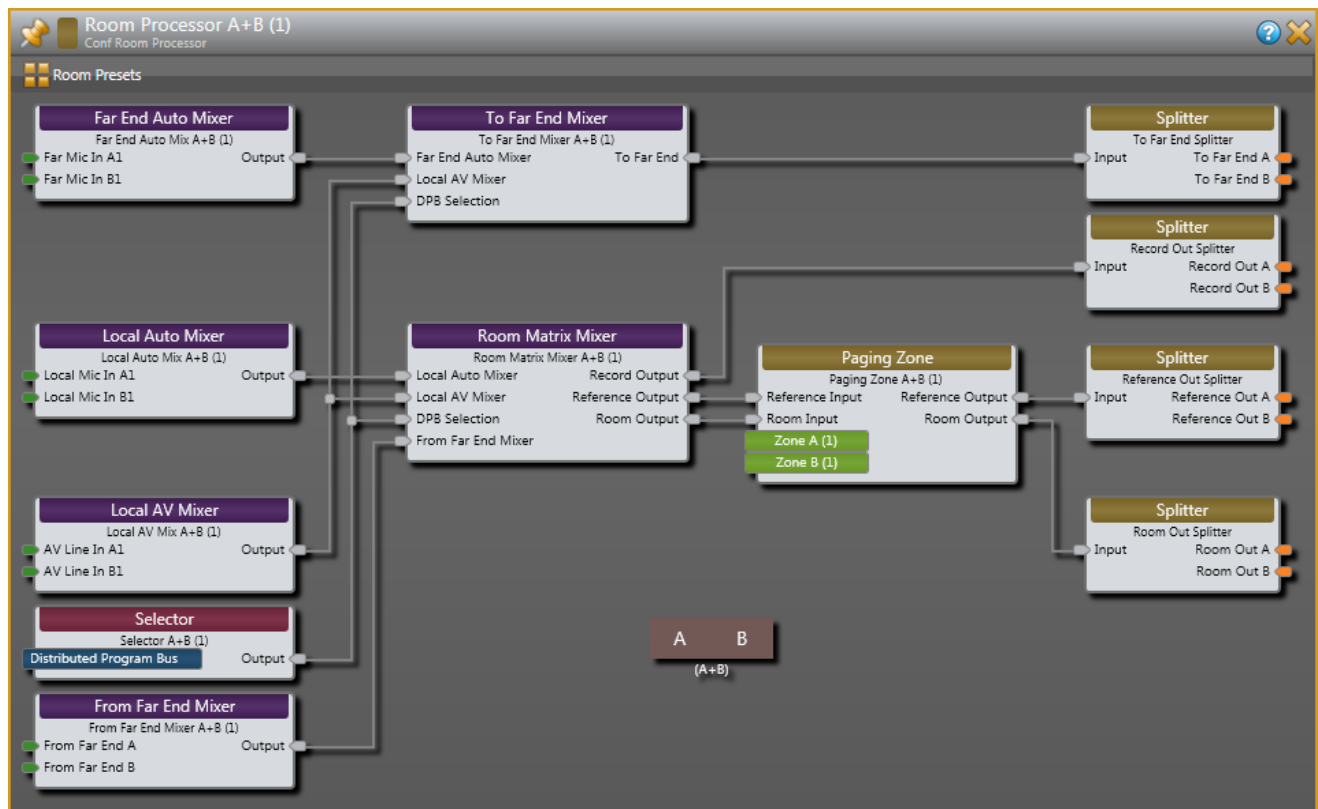 Room Processor A+B (1)
Conf Room Processor
?
Room Presets
Far End Auto Mixer
Far End Auto Mix A+B (1)
Far Mic In A1 Output
Far Mic In B1
To Far End Mixer
To Far End Mixer A+B (1)
Far End Auto Mixer To Far End
Local AV Mixer
DPB Selection
Splitter
To Far End Splitter
Input To Far End A
To Far End B
Splitter
Record Out Splitter
Input Record Out A
Record Out B
Local Auto Mixer
Local Auto Mix A+B (1)
Local Mic In A1 Output
Local Mic In B1
Room Matrix Mixer
Room Matrix Mixer A+B (1)
Local Auto Mixer Record Output
Local AV Mixer Reference Output
DPB Selection Room Output
From Far End Mixer
Paging Zone
Paging Zone A+B (1)
Reference Input Reference Output
Room Input Room Output
Zone A (1)
Zone B (1)
Splitter
Reference Out Splitter
Input Reference Out A
Reference Out B
Local AV Mixer
Local AV Mix A+B (1)
AV Line In A1 Output
AV Line In B1
Splitter
Room Out Splitter
Input Room Out A
Room Out B
Selector
Selector A+B (1)
Distributed Program Bus Output
A B
(A+B)
From Far End Mixer
From Far End Mixer A+B (1)
From Far End A Output
From Far End B